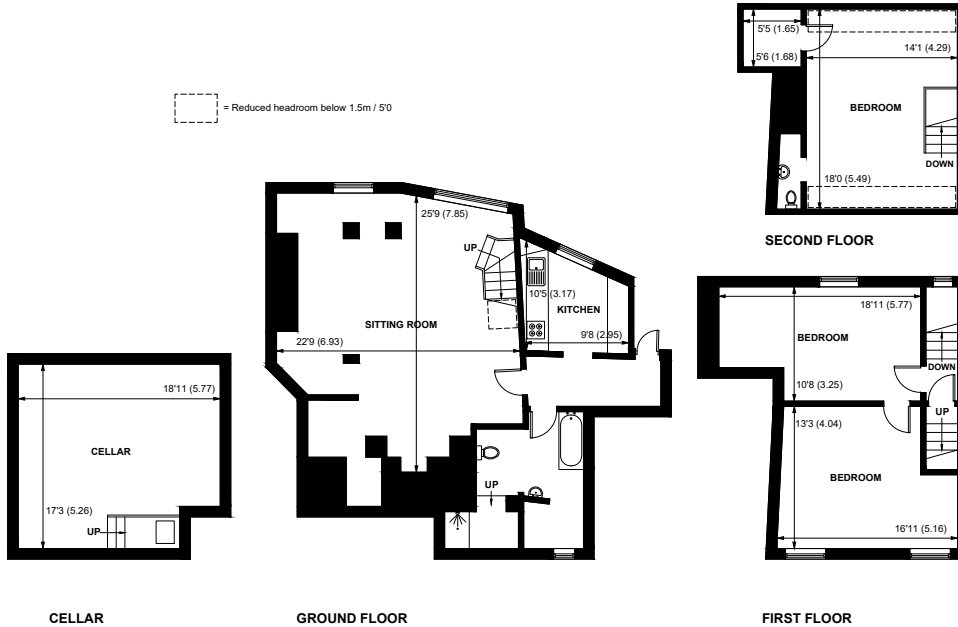 = Reduced headroom below 1.5m / 5'0
5'5 (1.65)
5'6 (1.68)
14'1 (4.29)
BEDROOM
DOWN
18'0 (5.49)
SECOND FLOOR
25'9 (7.85)
UP
10'5 (3.17)
KITCHEN
SITTING ROOM
9'8 (2.95)
22'9 (6.93)
UP
18'11 (5.77)
BEDROOM
DOWN
10'8 (3.25)
UP
13'3 (4.04)
BEDROOM
16'11 (5.16)
18'11 (5.77)
CELLAR
17'3 (5.26)
UP
CELLAR
GROUND FLOOR
FIRST FLOOR